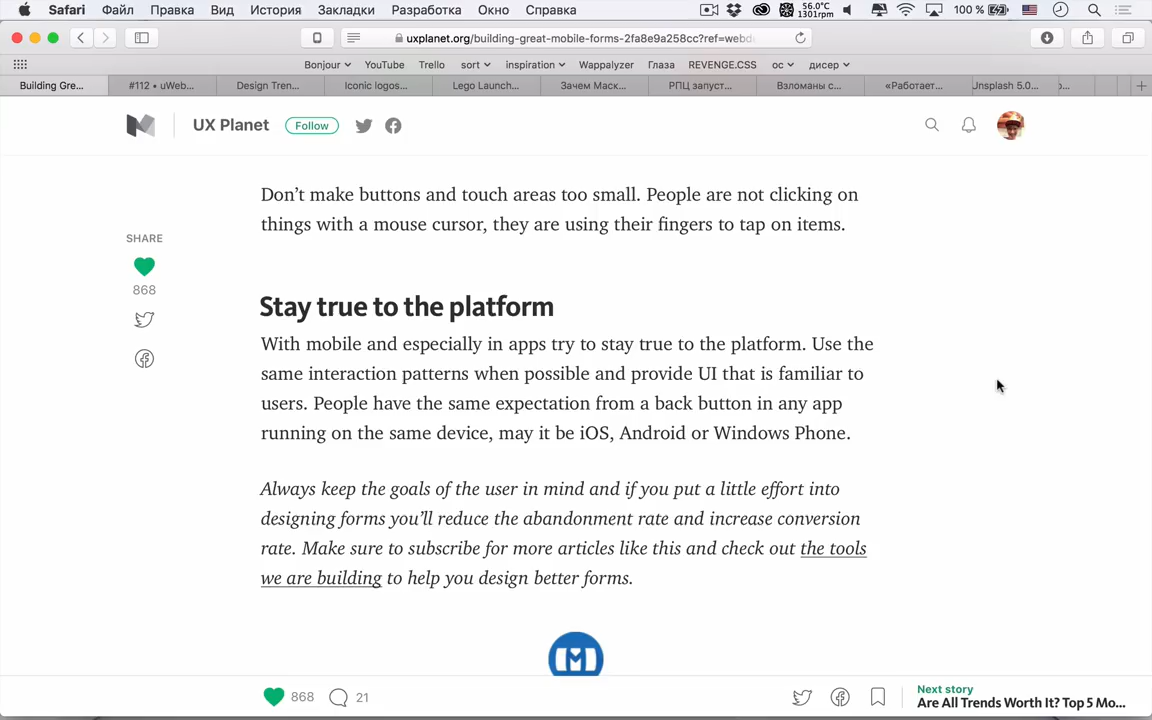 Safari Файл Правка Вид История Закладки Разработка Окно Справка 56.0°C 1301rpm 100 %
uxplanet.org/building-great-mobile-forms-2fa8e9a258cc?ref=webd
Bonjour YouTube Trello sort inspiration Wappalyzer Глаза REVENGE.CSS ос дисер
Building Gre... #112 • uWeb... Design Tren... Iconic logos... Lego Launch... Зачем Маск... РПЦ запуст... Взломаны с... «Работает... Unsplash 5.0...
UX Planet Follow
Don’t make buttons and touch areas too small. People are not clicking on
things with a mouse cursor, they are using their fingers to tap on items.
SHARE
868
Stay true to the platform
With mobile and especially in apps try to stay true to the platform. Use the
same interaction patterns when possible and provide UI that is familiar to
users. People have the same expectation from a back button in any app
running on the same device, may it be iOS, Android or Windows Phone.
Always keep the goals of the user in mind and if you put a little effort into
designing forms you’ll reduce the abandonment rate and increase conversion
rate. Make sure to subscribe for more articles like this and check out the tools
we are building to help you design better forms.
868 21
Next story
Are All Trends Worth It? Top 5 Mo...